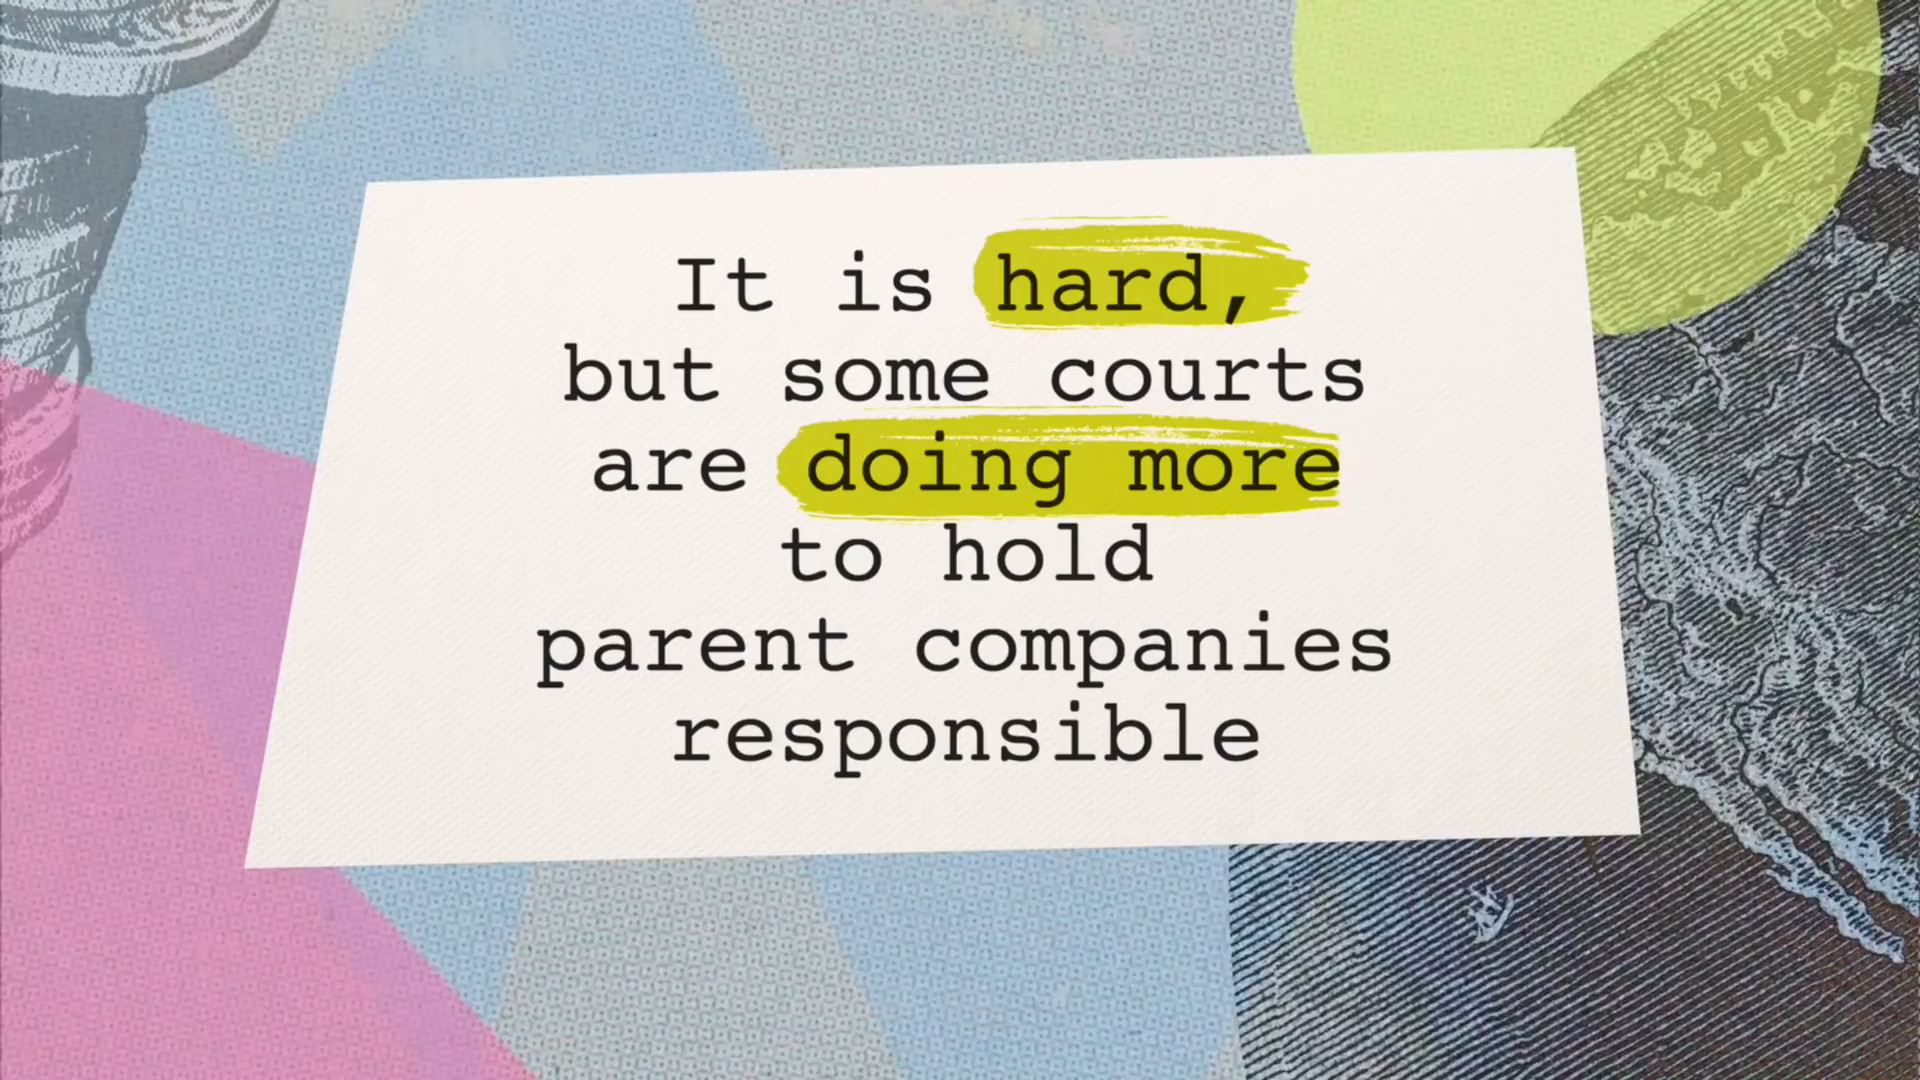 It is hard,
but some courts
are doing more
to hold
parent companies
responsible